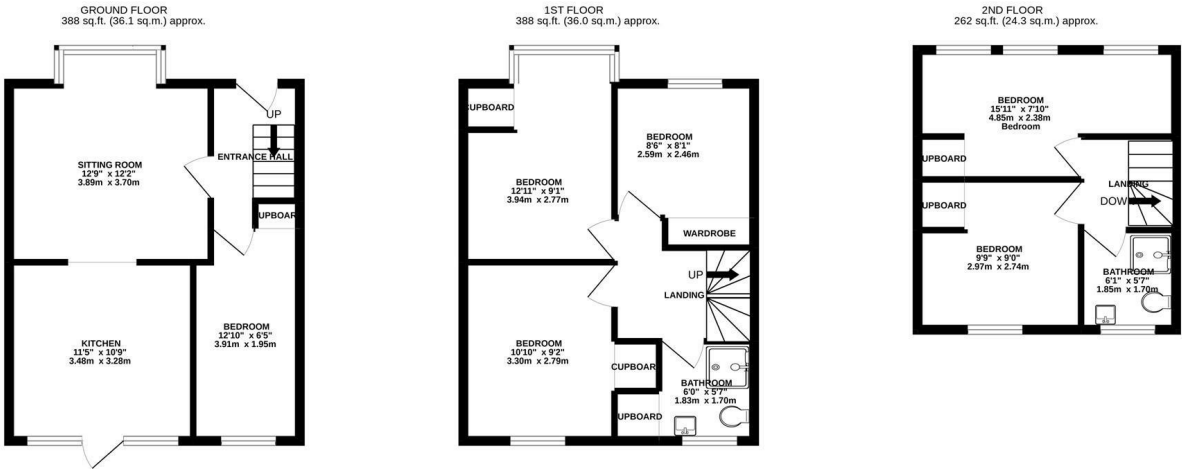 GROUND FLOOR
388 sq.ft. (36.1 sq.m.) approx.
UP
ENTRANCE HALL
SITTING ROOM
12'9" x 12'2"
3.89m x 3.70m
UPBOAR
BEDROOM
12'10" x 6'5"
3.91m x 1.95m
KITCHEN
11'5" x 10'9"
3.48m x 3.28m
1ST FLOOR
388 sq.ft. (36.0 sq.m.) approx.
CUPBOARD
BEDROOM
8'6" x 8'1"
2.59m x 2.46m
BEDROOM
12'11" x 9'1"
3.94m x 2.77m
WARDROBE
UP
LANDING
BEDROOM
10'10" x 9'2"
3.30m x 2.79m
CUPBOARD
UPBOARD
BATHROOM
6'0" x 5'7"
1.83m x 1.70m
2ND FLOOR
262 sq.ft. (24.3 sq.m.) approx.
BEDROOM
15'11" x 7'10"
4.85m x 2.38m
Bedroom
UPBOARD
LANDING
DOW
UPBOARD
BEDROOM
9'9" x 9'0"
2.97m x 2.74m
BATHROOM
6'1" x 5'7"
1.85m x 1.70m